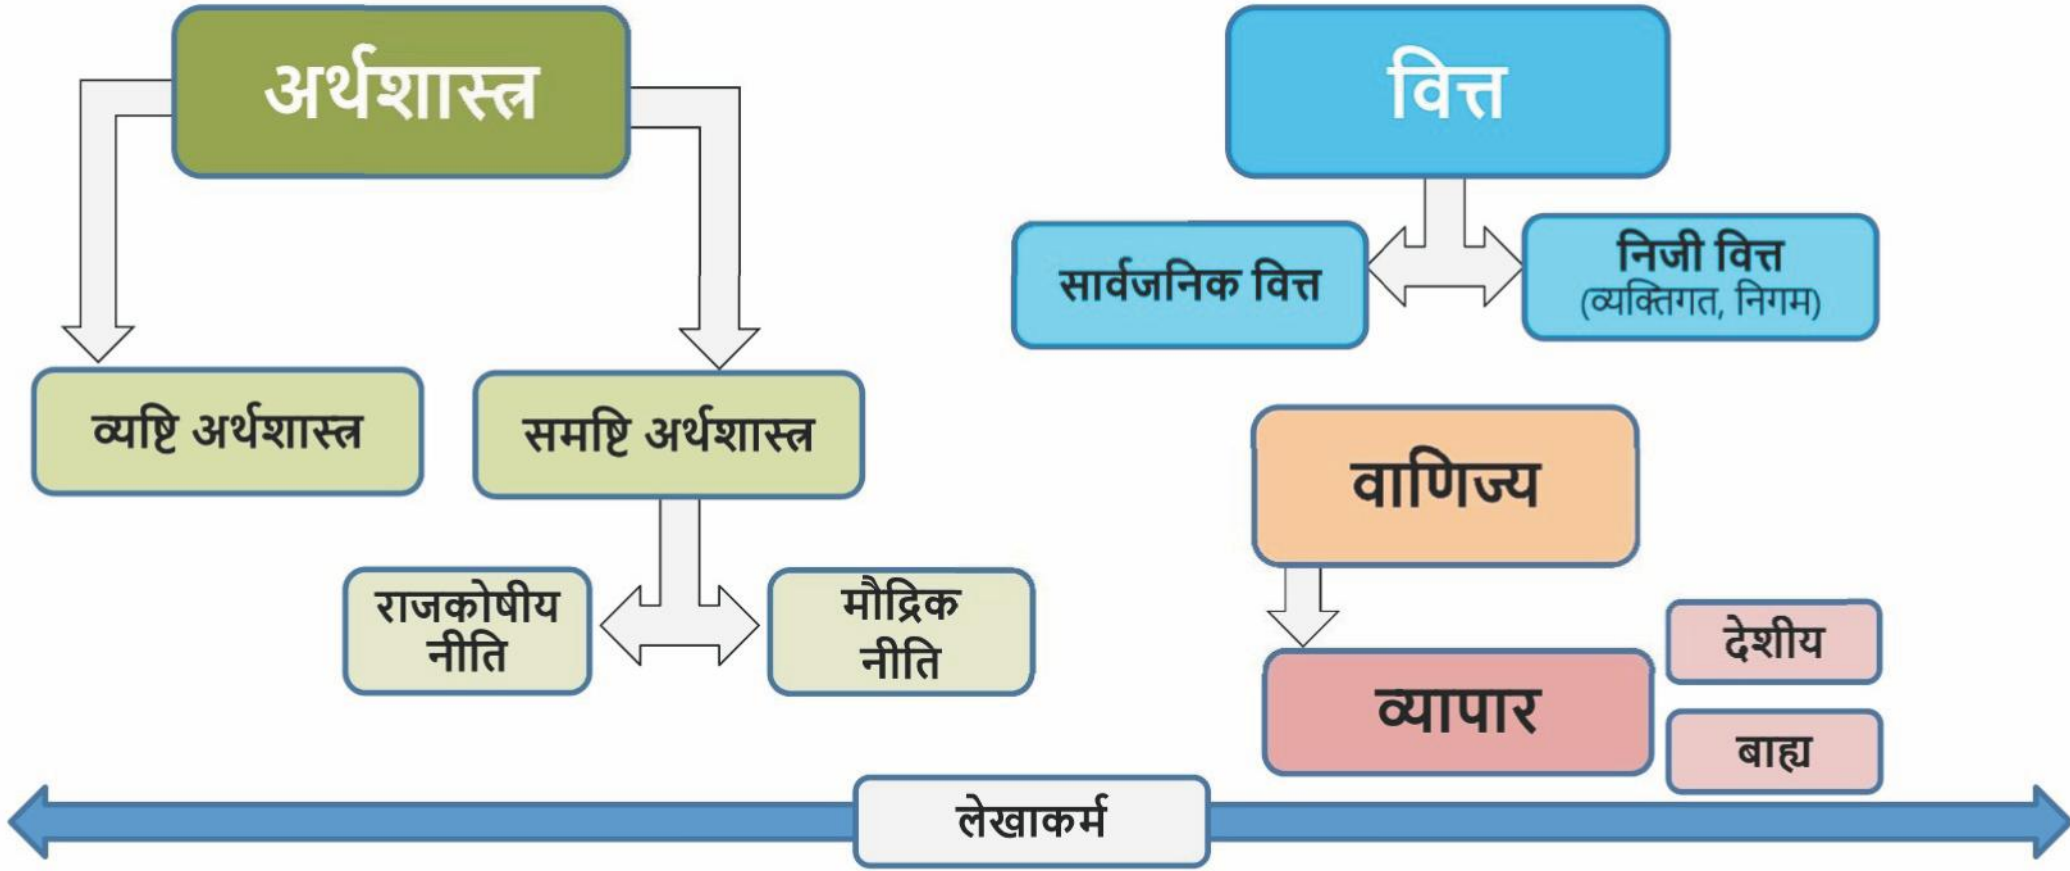 अर्थशास्त्र
वित्त
सार्वजनिक वित्त
निजी वित्त
(व्यक्तिगत, निगम)
व्यष्टि अर्थशास्त्र
समष्टि अर्थशास्त्र
वाणिज्य
राजकोषीय
नीति
मौद्रिक
नीति
व्यापार
देशीय
बाह्य
लेखाकर्म